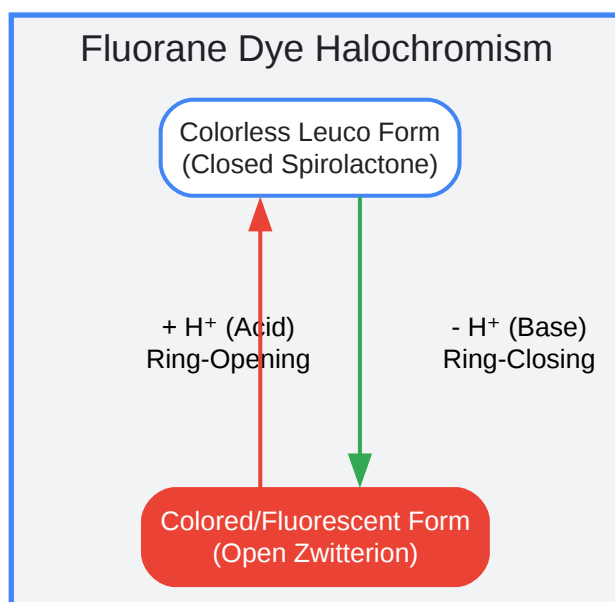 Fluorane Dye Halochromism
Colorless Leuco Form
(Closed Spirolactone)
+ H⁺ (Acid)
Ring-Opening
- H⁺ (Base)
Ring-Closing
Colored/Fluorescent Form
(Open Zwitterion)